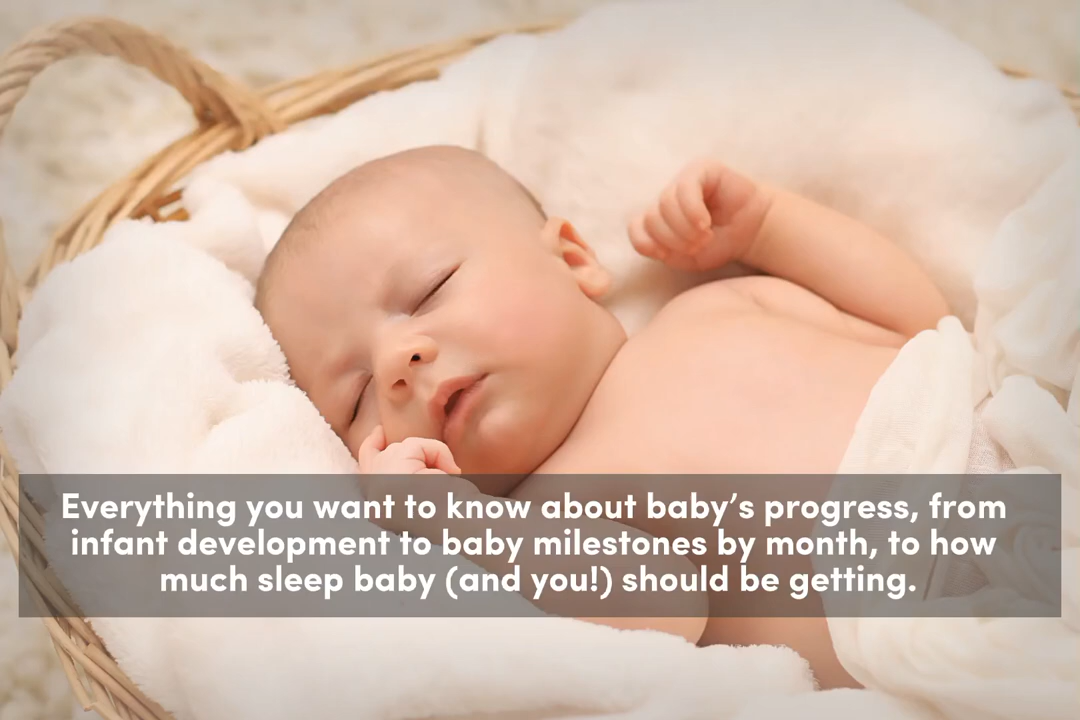 Everything you want to know about baby’s progress, from
infant development to baby milestones by month, to how
much sleep baby (and you!) should be getting.